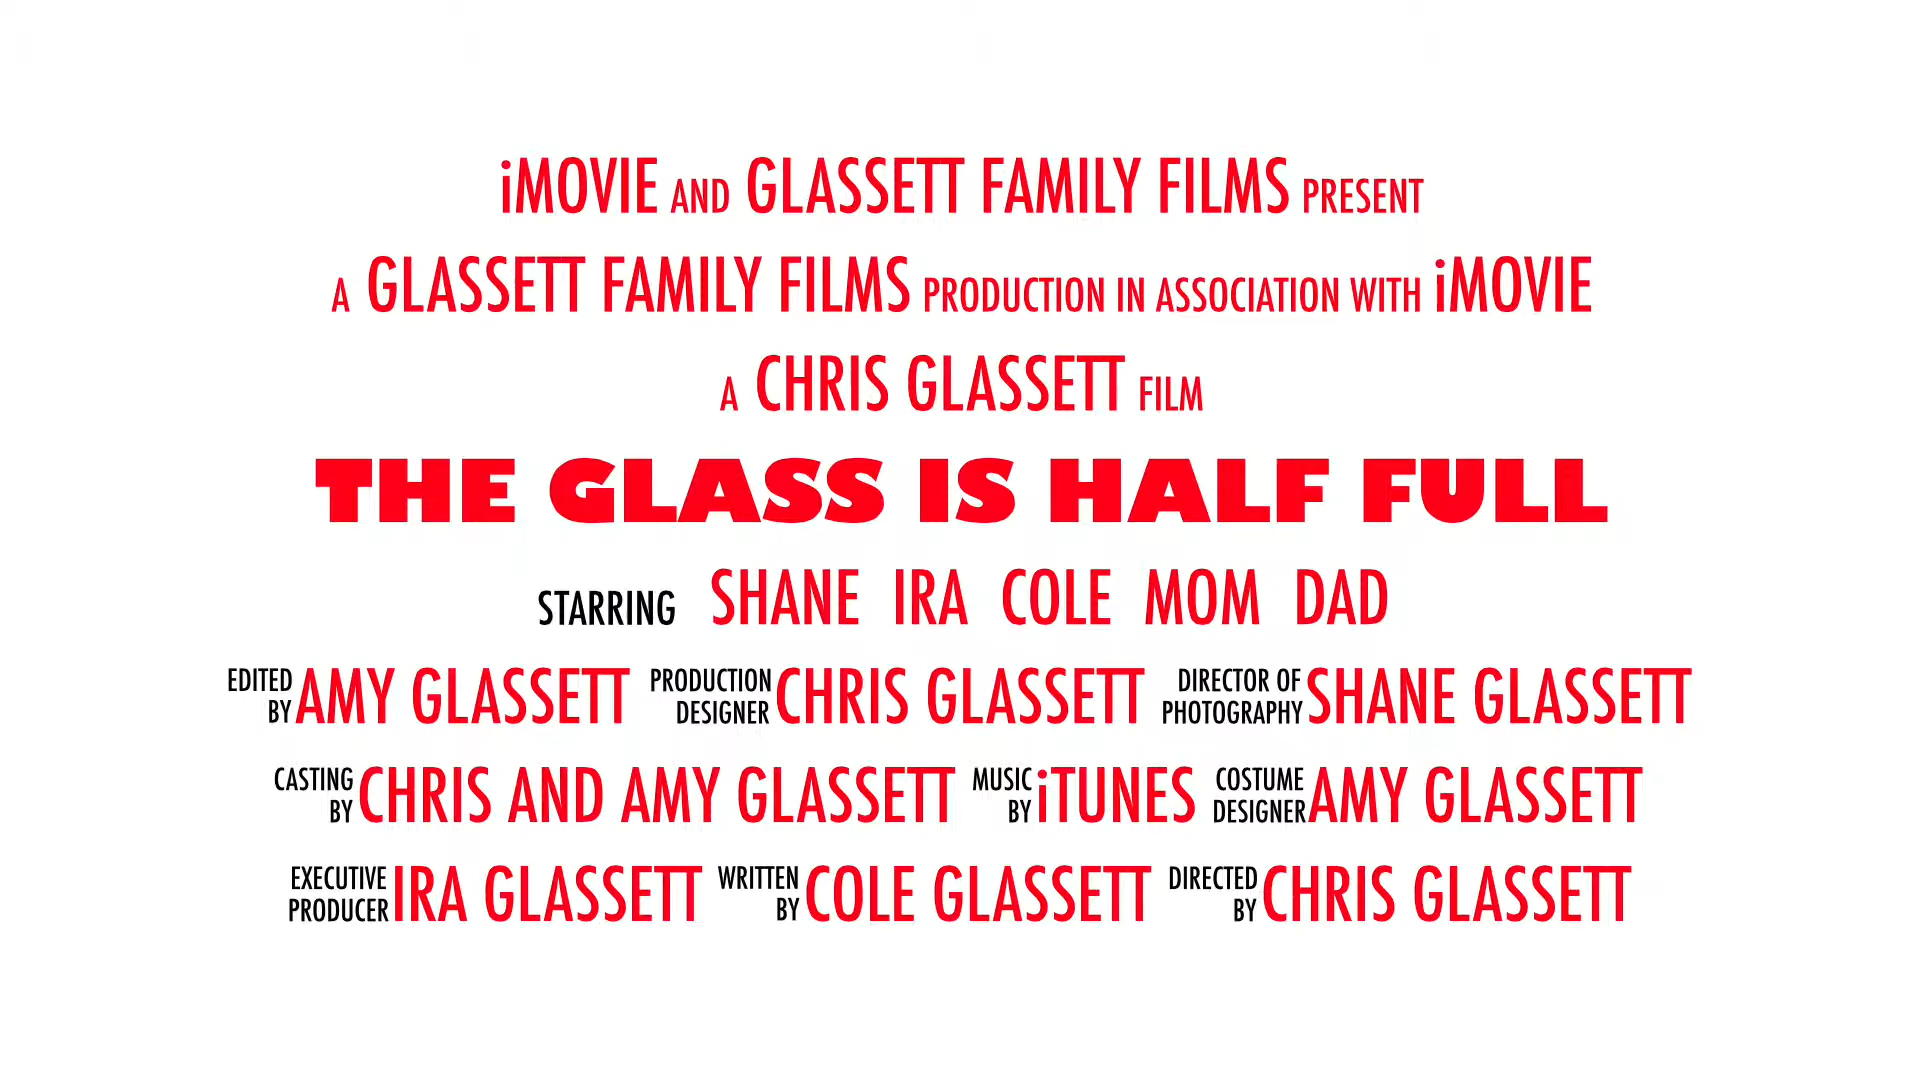 iMOVIE AND GLASSETT FAMILY FILMS PRESENT
A GLASSETT FAMILY FILMS PRODUCTION IN ASSOCIATION WITH iMOVIE
A CHRIS GLASSETT FILM
THE GLASS IS HALF FULL
STARRING SHANE IRA COLE MOM DAD
EDITED BY AMY GLASSETT PRODUCTION DESIGNER CHRIS GLASSETT DIRECTOR OF PHOTOGRAPHY SHANE GLASSETT
CASTING BY CHRIS AND AMY GLASSETT MUSIC BY iTUNES COSTUME DESIGNER AMY GLASSETT
EXECUTIVE PRODUCER IRA GLASSETT WRITTEN BY COLE GLASSETT DIRECTED BY CHRIS GLASSETT